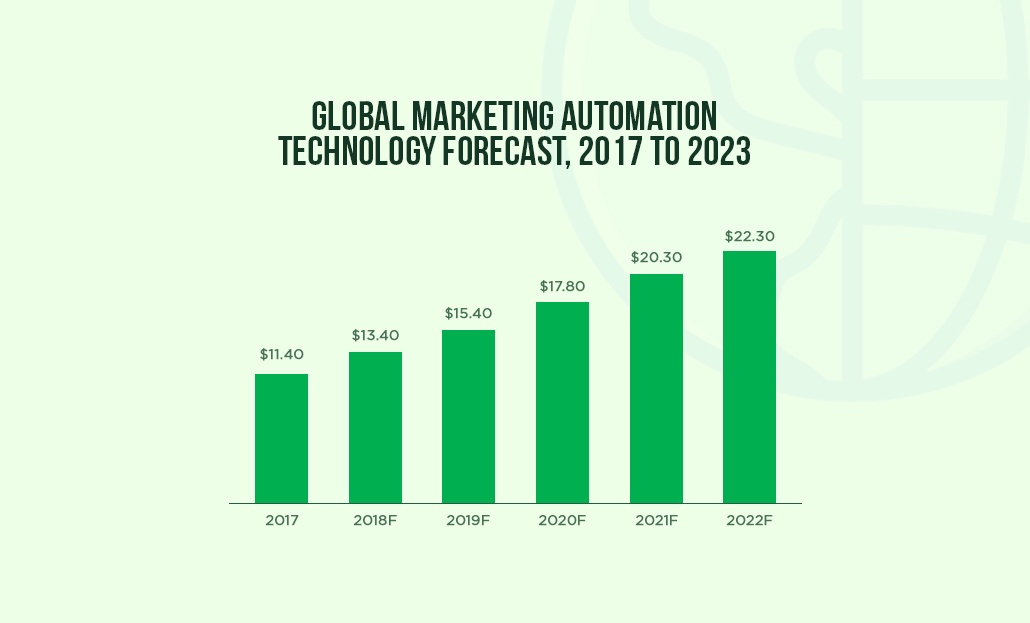 GLOBAL MARKETING AUTOMATION
TECHNOLOGY FORECAST, 2017 TO 2023
$11.40
$13.40
$15.40
$17.80
$20.30
$22.30
2017
2018F
2019F
2020F
2021F
2022F